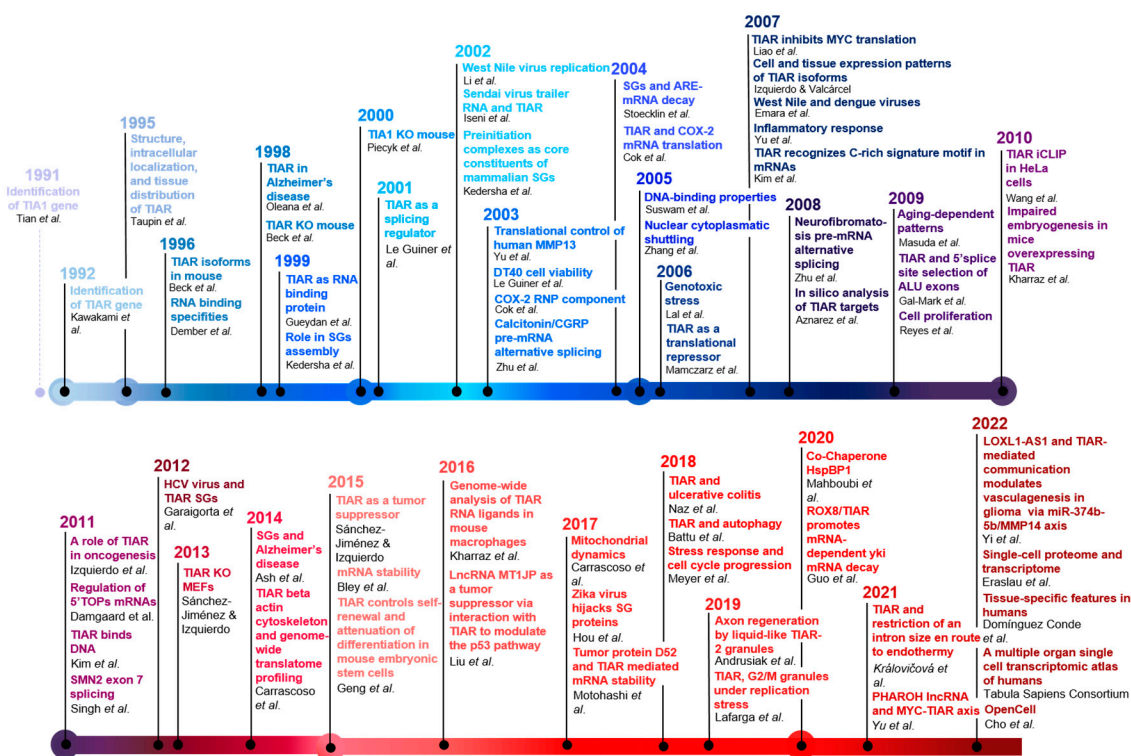 1991
Identification
of TIA1 gene
Tian et al.
1992
Identification
of TIAR gene
Kawakami et
al.
1995
Structure,
intracellular
localization,
and tissue
distribution
of TIAR
Taupin et al.
1996
TIAR isoforms
in mouse
Beck et al.
RNA binding
specifities
Dember et al.
1998
TIAR in
Alzheimer's
disease
Oleana et al.
TIAR KO mouse
Beck et al.
1999
TIAR as RNA
binding
protein
Gueydan et al.
Role in SGs
assembly
Kedersha et al.
2000
TIA1 KO mouse
Piecyk et al.
2001
TIAR as a
splicing
regulator
Le Guiner et
al.
2002
West Nile virus replication
Li et al.
Sendai virus trailer
RNA and TIAR
Iseni et al.
Preinitiation
complexes as core
constituents of
mammalian SGs
Kedersha et al.
2003
Translational control of
human MMP13
Yu et al.
DT40 cell viability
Le Guiner et al.
COX-2 RNP component
Cok et al.
Calcitonin/CGRP
pre-mRNA
alternative splicing
Zhu et al.
2004
SGs and ARE-
mRNA decay
Stoecklin et al.
TIAR and COX-2
mRNA translation
Cok et al.
2005
DNA-binding properties
Suswam et al.
Nuclear cytoplasmatic
shuttling
Zhang et al.
2006
Genotoxic
stress
Lal et al.
TIAR as a
translational
repressor
Mamczarz et al.
2007
TIAR inhibits MYC translation
Liao et al.
Cell and tissue expression patterns
of TIAR isoforms
Izquierdo & Valcárcel
West Nile and dengue viruses
Emara et al.
Inflammatory response
Yu et al.
TIAR recognizes C-rich signature motif in
mRNAs
Kim et al.
2008
Neurofibromato-
sis pre-mRNA
alternative
splicing
Zhu et al.
In silico analysis
of TIAR targets
Aznarez et al.
2009
Aging-dependent
patterns
Masuda et al.
TIAR and 5'splice
site selection of
ALU exons
Gal-Mark et al.
Cell proliferation
Reyes et al.
2010
TIAR iCLIP
in HeLa
cells
Wang et al.
Impaired
embryogenesis in
mice
overexpressing
TIAR
Kharraz et al.
2011
A role of TIAR
in oncogenesis
Izquierdo et al.
Regulation of
5'TOPs mRNAs
Damgaard et al.
TIAR binds
DNA
Kim et al.
SMN2 exon 7
splicing
Singh et al.
2012
HCV virus and
TIAR SGs
Garaigorta et al.
2013
TIAR KO
MEFs
Sánchez-
Jiménez &
Izquierdo
2014
SGs and
Alzheimer's
disease
Ash et al.
TIAR beta
actin
cytoskeleton
and genome-
wide
translatome
profiling
Carrascoso
et al.
2015
TIAR as a tumor
suppressor
Sánchez-
Jiménez &
Izquierdo
mRNA stability
Bley et al.
TIAR controls self-
renewal and
attenuation of
differentiation in
mouse embryonic
stem cells
Geng et al.
2016
Genome-wide
analysis of TIAR
RNA ligands in
mouse
macrophages
Kharraz et al.
LncRNA MT1JP as
a tumor
suppressor via
interaction with
TIAR to modulate
the p53 pathway
Liu et al.
2017
Mitochondrial
dynamics
Carrascoso et
al.
Zika virus
hijacks SG
proteins
Hou et al.
Tumor protein D52
and TIAR mediated
mRNA stability
Motohashi et
al.
2018
TIAR and
ulcerative colitis
Naz et al.
TIAR and autophagy
Battu et al.
Stress response and
cell cycle progression
Meyer et al.
2019
Axon regeneration
by liquid-like TIAR-
2 granules
Andrusiak et al.
TIAR, G2/M granules
under replication
stress
Lafarga et al.
2020
Co-Chaperone
HspBP1
Mahboubi et
al.
ROX8/TIAR
promotes
mRNA-
dependent yki
mRNA decay
Guo et al.
2021
TIAR and
restriction of an
intron size en route
to endothermy
Královičová et
al.
PHAROH lncRNA
and MYC-TIAR axis
Yu et al.
2022
LOXL1-AS1 and TIAR-
mediated
communication
modulates
vasculagenesis in
glioma via miR-374b-
5b/MMP14 axis
Yi et al.
Single-cell proteome and
transcriptome
Eraslau et al.
Tissue-specific features in
humans
Domínguez Conde
et al.
A multiple organ single
cell transcriptomic atlas
of humans
Tabula Sapiens Consortium
OpenCell
Cho et al.